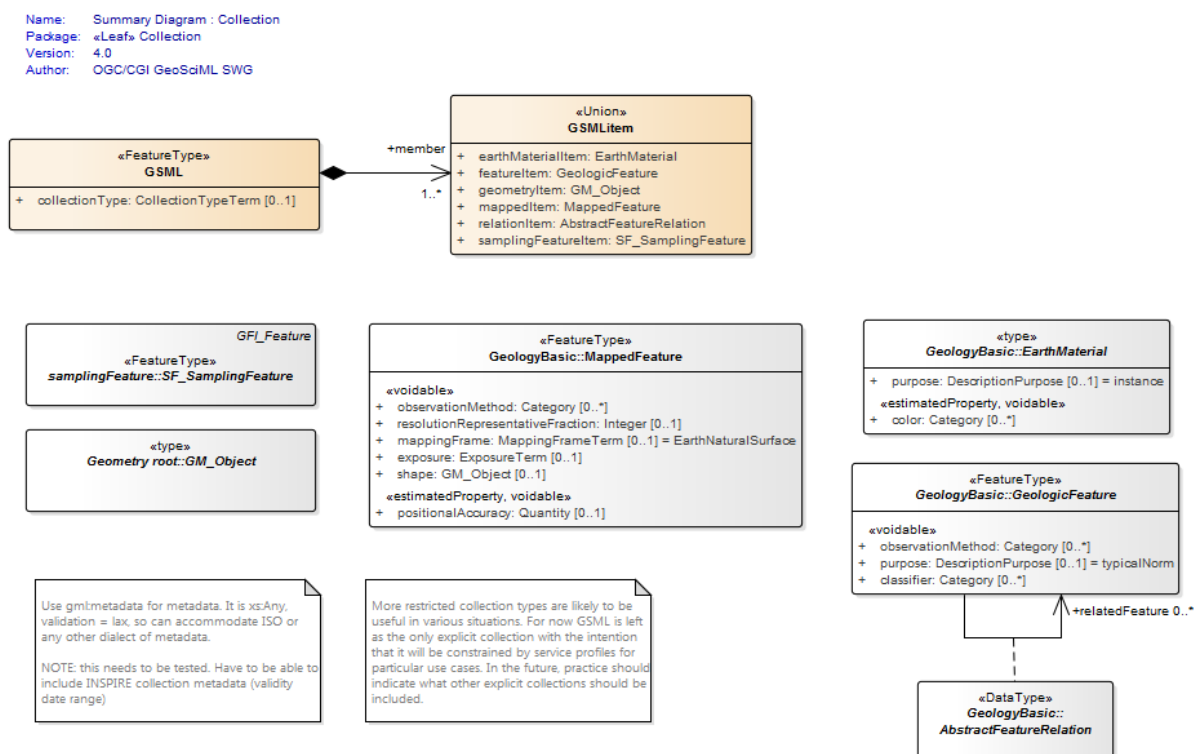 Name: Summary Diagram : Collection
Package: «Leaf» Collection
Version: 4.0
Author: OGC/CGI GeoSciML SWG
«FeatureType»
GSML
+ collectionType: CollectionTypeTerm [0..1]
+member
1..*
«Union»
GSMLitem
+ earthMaterialItem: EarthMaterial
+ featureItem: GeologicFeature
+ geometryItem: GM_Object
+ mappedItem: MappedFeature
+ relationItem: AbstractFeatureRelation
+ samplingFeatureItem: SF_SamplingFeature
GFI_Feature
«FeatureType»
samplingFeature::SF_SamplingFeature
«type»
Geometry root::GM_Object
«FeatureType»
GeologyBasic::MappedFeature
«voidable»
+ observationMethod: Category [0..*]
+ resolutionRepresentativeFraction: Integer [0..1]
+ mappingFrame: MappingFrameTerm [0..1] = EarthNaturalSurface
+ exposure: ExposureTerm [0..1]
+ shape: GM_Object [0..1]
«estimatedProperty, voidable»
+ positionalAccuracy: Quantity [0..1]
«type»
GeologyBasic::EarthMaterial
+ purpose: DescriptionPurpose [0..1] = instance
«estimatedProperty, voidable»
+ color: Category [0..*]
«FeatureType»
GeologyBasic::GeologicFeature
«voidable»
+ observationMethod: Category [0..*]
+ purpose: DescriptionPurpose [0..1] = typicalNorm
+ classifier: Category [0..*]
+relatedFeature 0..*
«DataType»
GeologyBasic::
AbstractFeatureRelation
Use gml:metadata for metadata. It is xs:Any,
validation = lax, so can accommodate ISO or
any other dialect of metadata.
NOTE: this needs to be tested. Have to be able to
include INSPIRE collection metadata (validity
date range)
More restricted collection types are likely to be
useful in various situations. For now GSML is left
as the only explicit collection with the intention
that it will be constrained by service profiles for
particular use cases. In the future, practice should
indicate what other explicit collections should be
included.